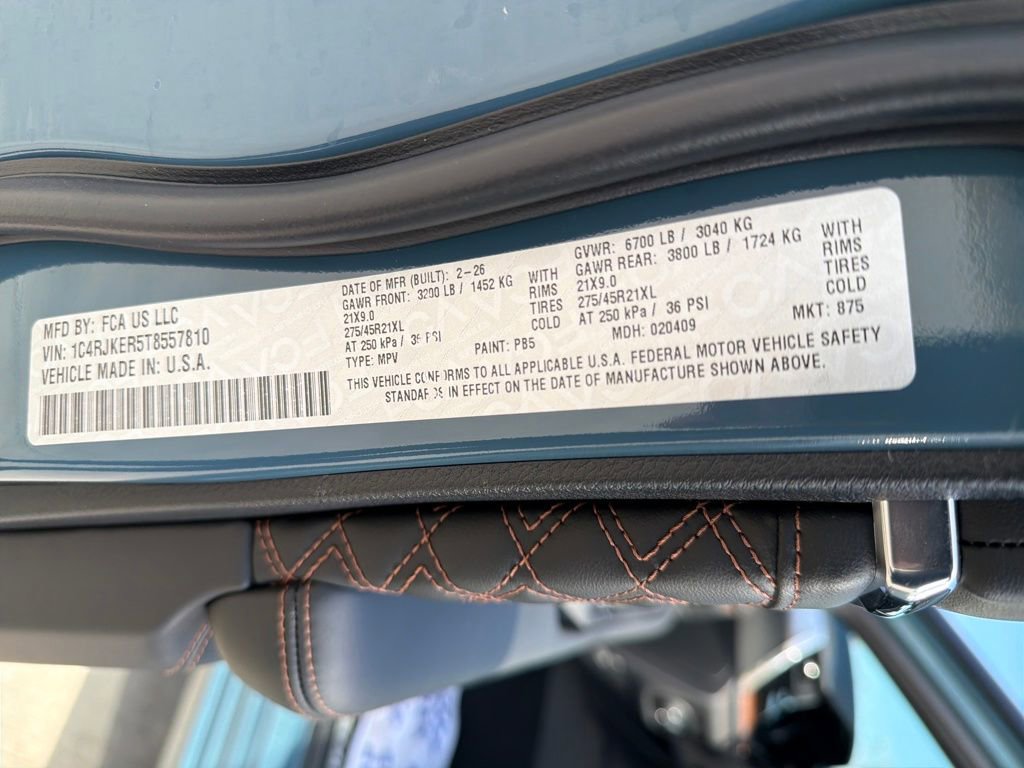 MFD BY: FCA US LLC
VIN: 1C4RJKER5T8557810
VEHICLE MADE IN: U.S.A.
DATE OF MFR (BUILT): 2-26
GAWR FRONT: 3200 LB / 1452 KG WITH
21X9.0 RIMS
275/45R21XL TIRES
AT 250 kPa / 36 PSI COLD
TYPE: MPV PAINT: PB5
GVWR: 6700 LB / 3040 KG
GAWR REAR: 3800 LB / 1724 KG WITH
21X9.0 RIMS
275/45R21XL TIRES
AT 250 kPa / 36 PSI COLD
MDH: 020409 MKT: 875
THIS VEHICLE CONFORMS TO ALL APPLICABLE U.S.A. FEDERAL MOTOR VEHICLE SAFETY
STANDARDS IN EFFECT ON THE DATE OF MANUFACTURE SHOWN ABOVE.